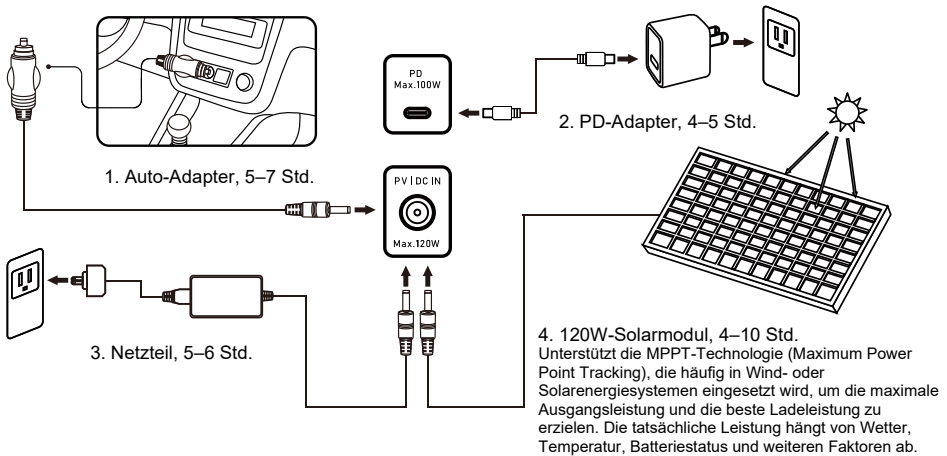 PD
Max.100W
2. PD-Adapter, 4–5 Std.
1. Auto-Adapter, 5–7 Std.
PV | DC IN
Max.120W
3. Netzteil, 5–6 Std.
4. 120W-Solarmodul, 4–10 Std.
Unterstützt die MPPT-Technologie (Maximum Power
Point Tracking), die häufig in Wind- oder
Solarenergiesystemen eingesetzt wird, um die maximale
Ausgangsleistung und die beste Ladeleistung zu
erzielen. Die tatsächliche Leistung hängt von Wetter,
Temperatur, Batteriestatus und weiteren Faktoren ab.